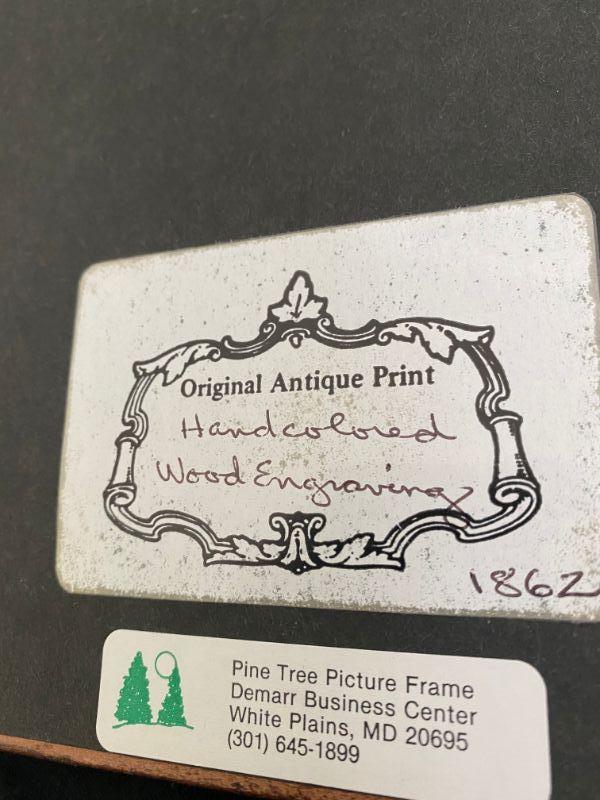 Original Antique Print
Handcolored
Wood Engraving
1862
Pine Tree Picture Frame
Demarr Business Center
White Plains, MD 20695
(301) 645-1899